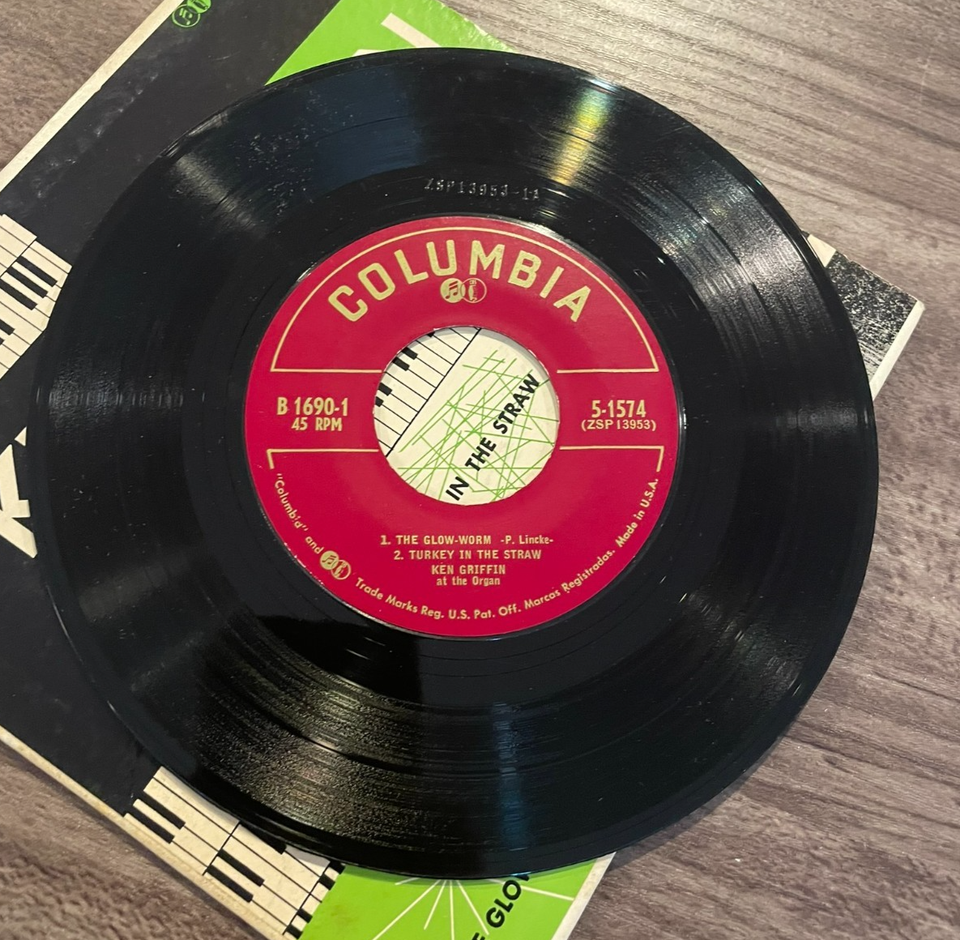 ZSP13953-1A
COLUMBIA
B 1690-1
45 RPM
5-1574
(ZSP 13953)
IN THE STRAW
1. THE GLOW-WORM -P. Lincke-
2. TURKEY IN THE STRAW
KEN GRIFFIN
at the Organ
"Columbia" and Trade Marks Reg. U.S. Pat. Off. Marcas Registradas. Made in U.S.A.